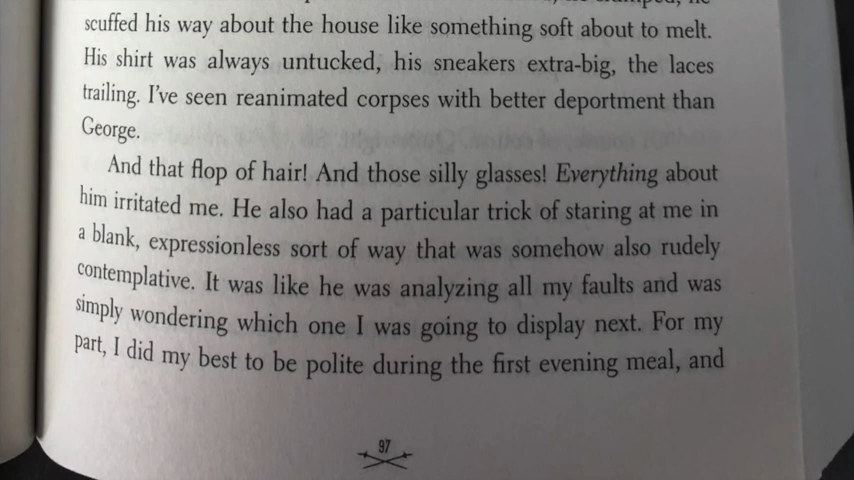 scuffed his way about the house like something soft about to melt.
His shirt was always untucked, his sneakers extra-big, the laces
trailing. I've seen reanimated corpses with better deportment than
George.
And that flop of hair! And those silly glasses! Everything about
him irritated me. He also had a particular trick of staring at me in
a blank, expressionless sort of way that was somehow also rudely
contemplative. It was like he was analyzing all my faults and was
simply wondering which one I was going to display next. For my
part, I did my best to be polite during the first evening meal, and
97